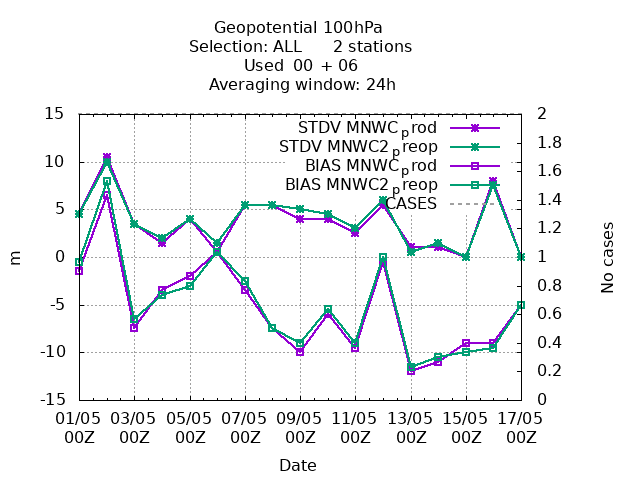 Geopotential 100hPa
Selection: ALL 2 stations
Used 00 + 06
Averaging window: 24h
15 2
STDV MNWC_prod 1.8
10 STDV MNWC2_preop 1.6
BIAS MNWC_prod
5 BIAS MNWC2_preop 1.4
CASES 1.2
0 1
-5 0.8
0.6
-10 0.4
0.2
-15 0
m
No cases
01/05 03/05 05/05 07/05 09/05 11/05 13/05 15/05 17/05
00Z 00Z 00Z 00Z 00Z 00Z 00Z 00Z 00Z
Date